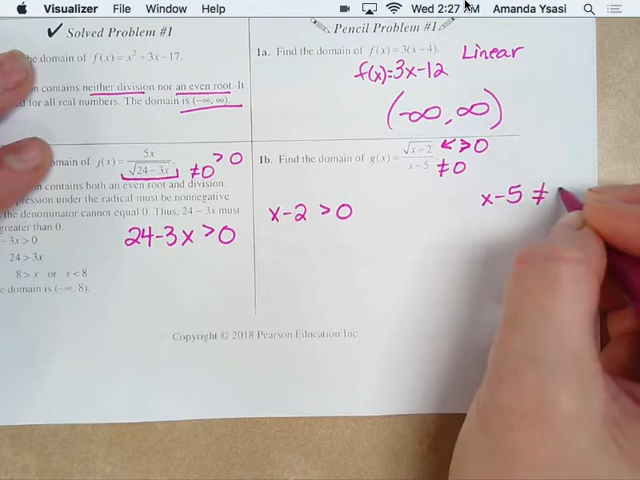 Visualizer File Window Help Wed 2:27 AM Amanda Ysasi
✔ Solved Problem #1
he domain of f(x) = x² + 3x − 17.
on contains neither division nor an even root. It
d for all real numbers. The domain is (−∞, ∞).
omain of j(x) = 5x / √24 − 3x . ≠0 >0
n contains both an even root and division.
pression under the radical must be nonnegative
the denominator cannot equal 0. Thus, 24 − 3x must
greater than 0.
−3x > 0
24 > 3x
8 > x or x < 8
he domain is (−∞, 8).
24-3x >0
Pencil Problem #1
1a. Find the domain of f(x) = 3(x − 4).
Linear
f(x)=3x-12
(-∞, ∞)
1b. Find the domain of g(x) = √x − 2 / x − 5
>0
≠0
x-2 >0
x-5 ≠
Copyright © 2018 Pearson Education Inc